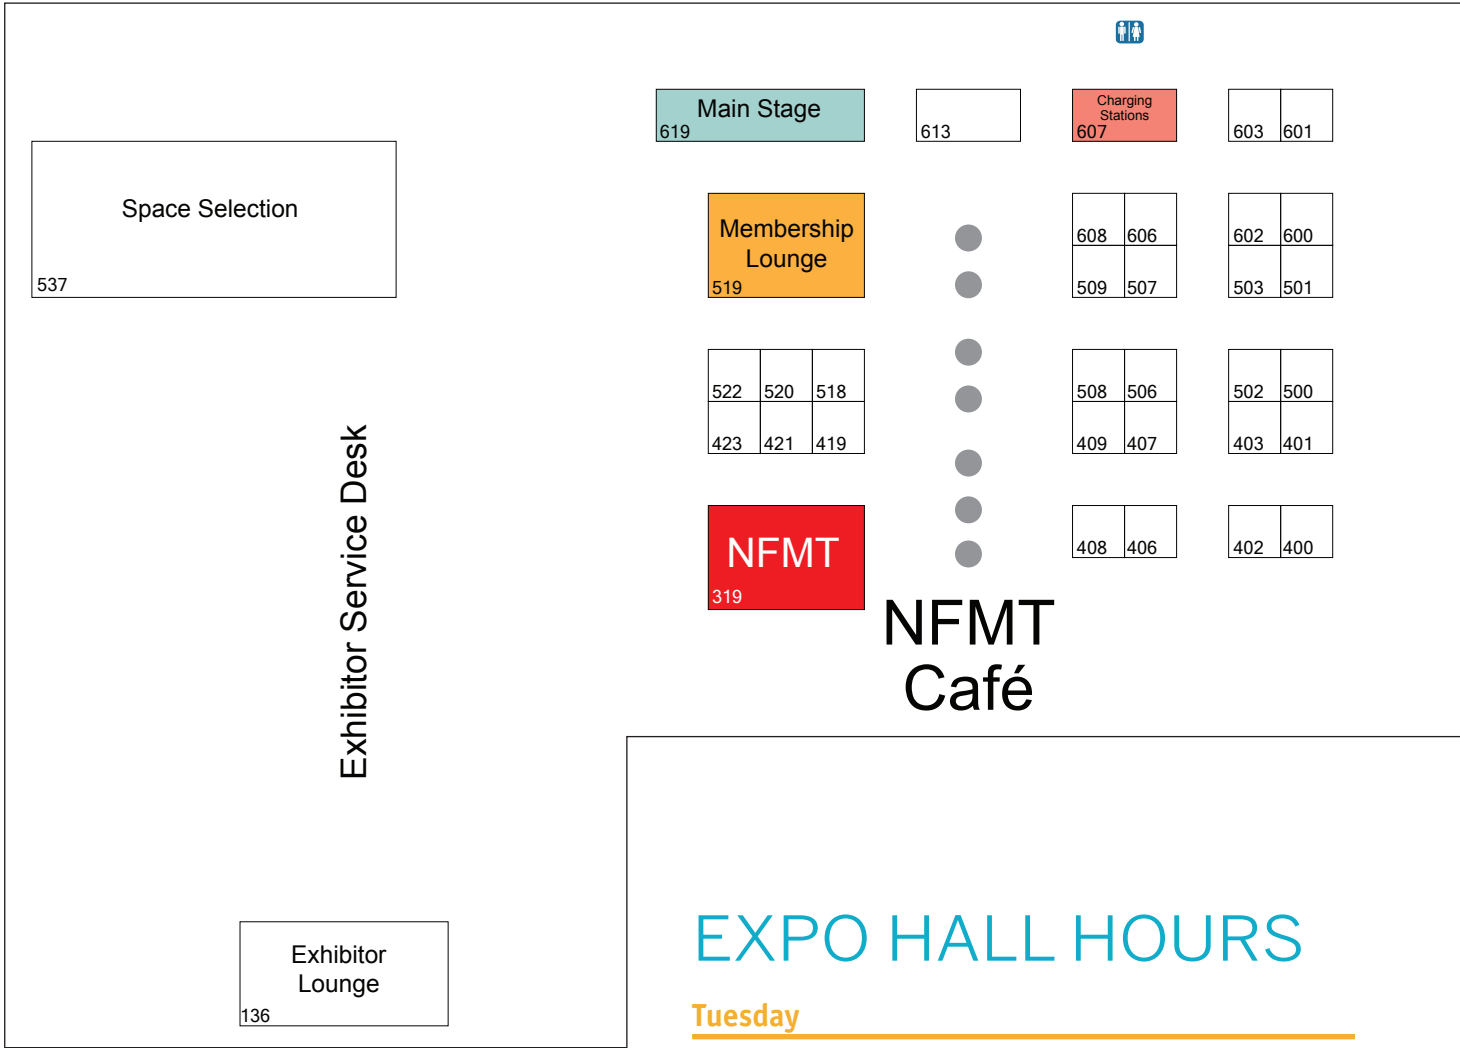 Main Stage
619
613
Charging
Stations
607
603 601
Space Selection
537
Membership
Lounge
519
608 606
509 507
602 600
503 501
522 520 518
423 421 419
508 506
409 407
502 500
403 401
Exhibitor Service Desk
NFMT
319
408 406
402 400
NFMT
Café
Exhibitor
Lounge
136
EXPO HALL HOURS
Tuesday